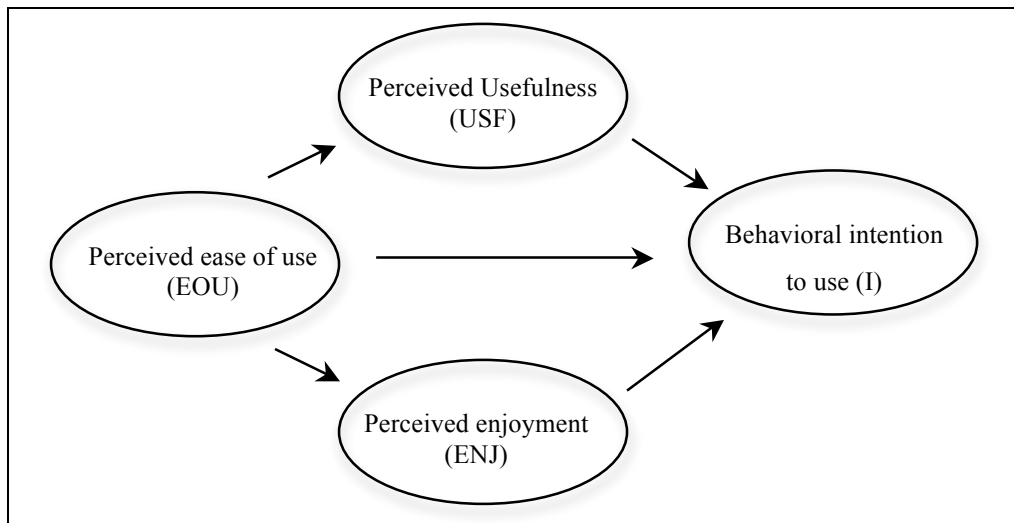 Perceived Usefulness
(USF)
Perceived ease of use
(EOU)
Behavioral intention
to use (I)
Perceived enjoyment
(ENJ)